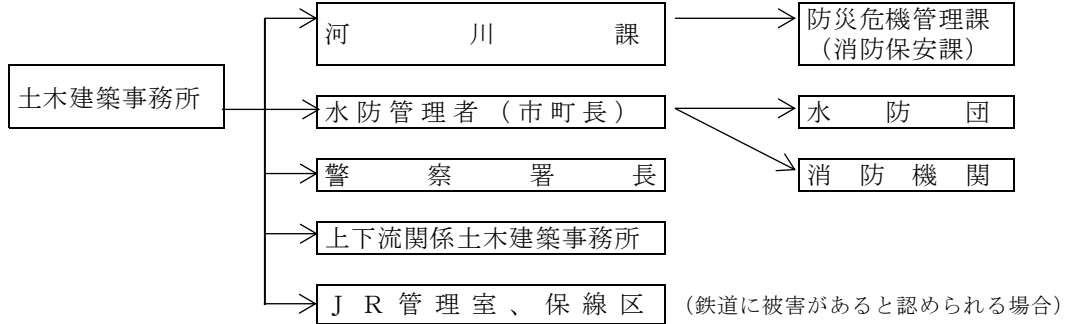 河川課
防災危機管理課
（消防保安課）
土木建築事務所
水防管理者（市町長）
水防団
警察署長
消防機関
上下流関係土木建築事務所
ＪＲ管理室、保線区
（鉄道に被害があると認められる場合）